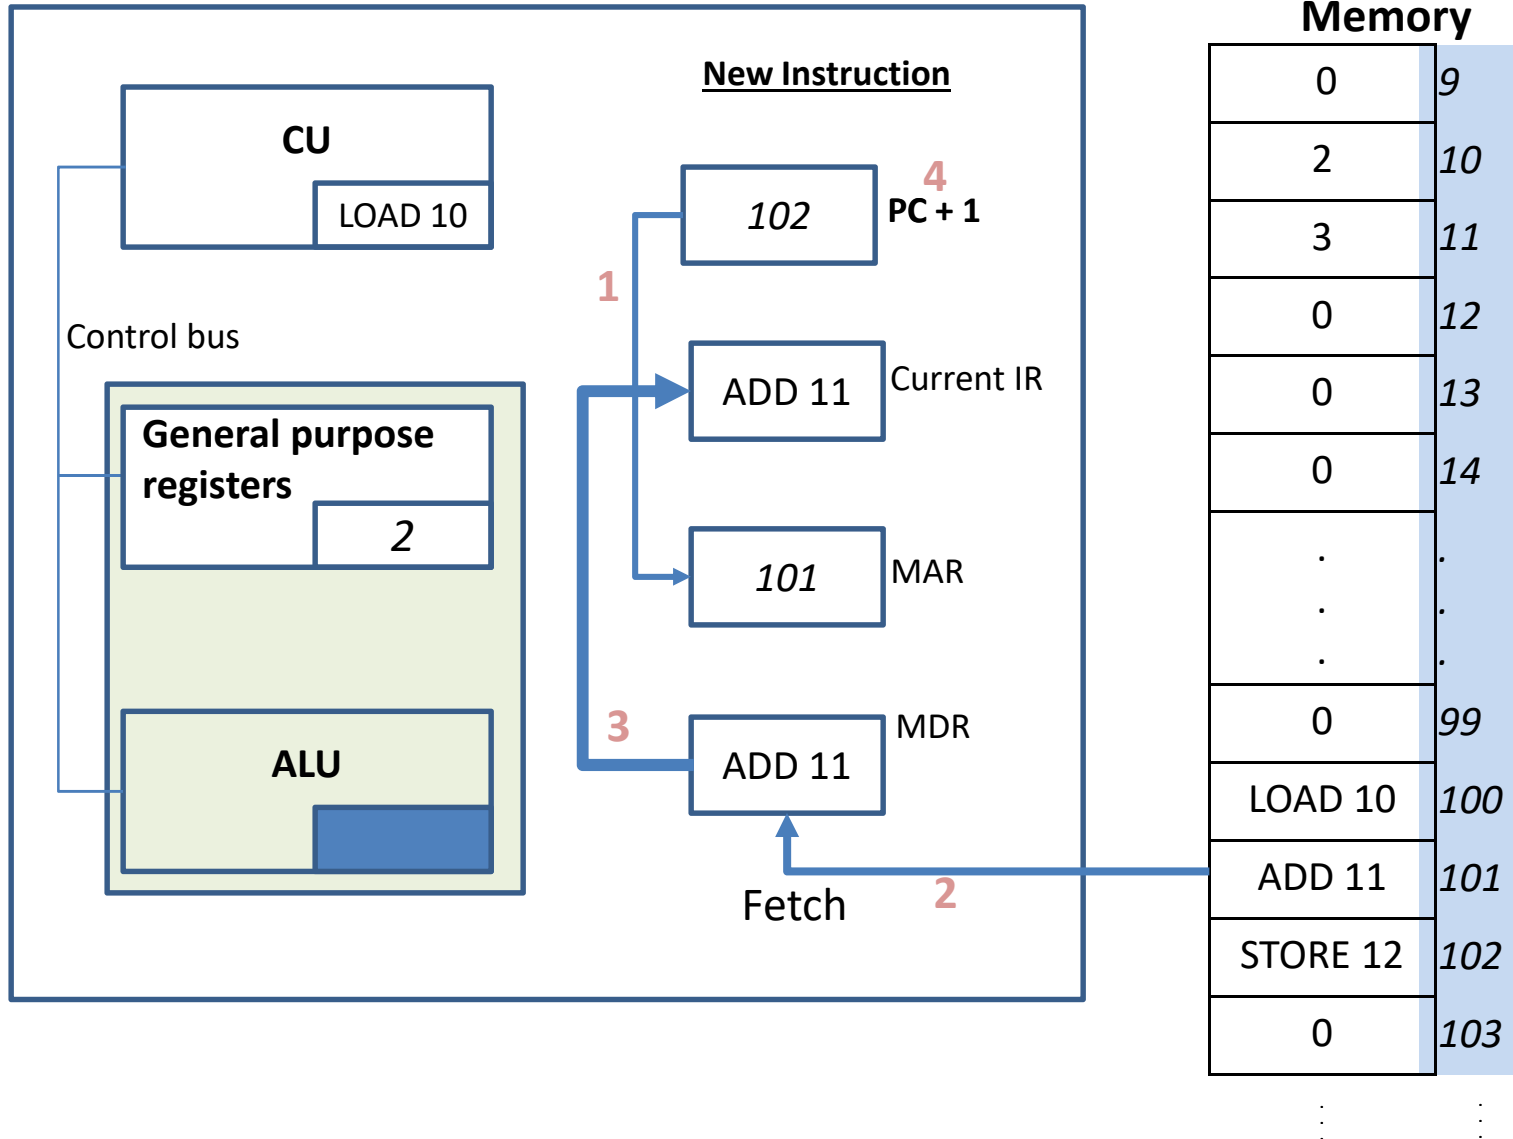 Memory
New Instruction
CU
LOAD 10
4
102
PC + 1
1
Control bus
ADD 11
Current IR
General purpose
registers
2
101
MAR
3
MDR
ALU
ADD 11
Fetch
2
0 9
2 10
3 11
0 12
0 13
0 14
. .
. .
. .
0 99
LOAD 10 100
ADD 11 101
STORE 12 102
0 103
. .
. .
. .